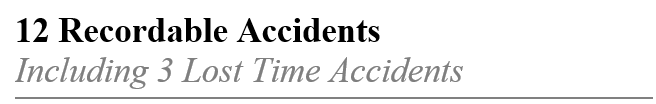 12 Recordable Accidents
Including 3 Lost Time Accidents